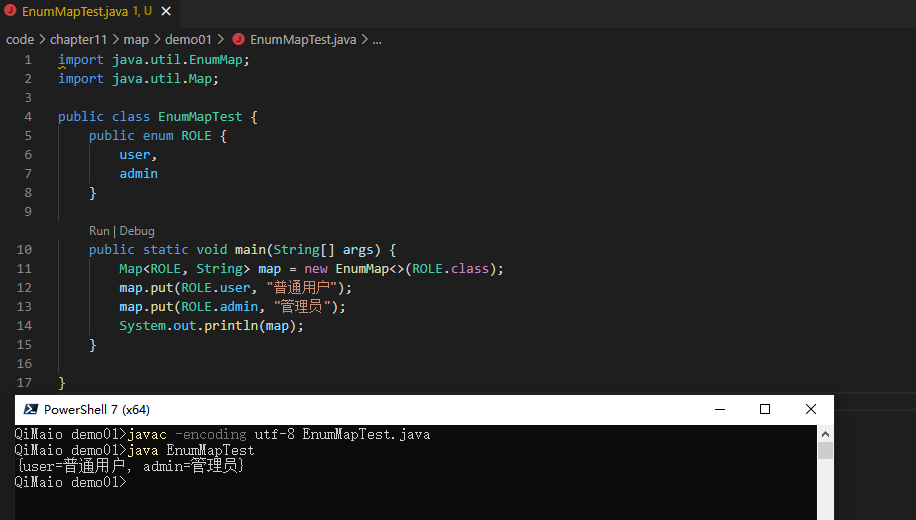 EnumMapTest.java 1, U
code > chapter11 > map > demo01 > EnumMapTest.java > ...
1 import java.util.EnumMap;
2 import java.util.Map;
3
4 public class EnumMapTest {
5 public enum ROLE {
6 user,
7 admin
8 }
9
Run | Debug
10 public static void main(String[] args) {
11 Map<ROLE, String> map = new EnumMap<>(ROLE.class);
12 map.put(ROLE.user, "普通用户");
13 map.put(ROLE.admin, "管理员");
14 System.out.println(map);
15 }
16
17 }
PowerShell 7 (x64)
QiMaio demo01>javac -encoding utf-8 EnumMapTest.java
QiMaio demo01>java EnumMapTest
{user=普通用户, admin=管理员}
QiMaio demo01>